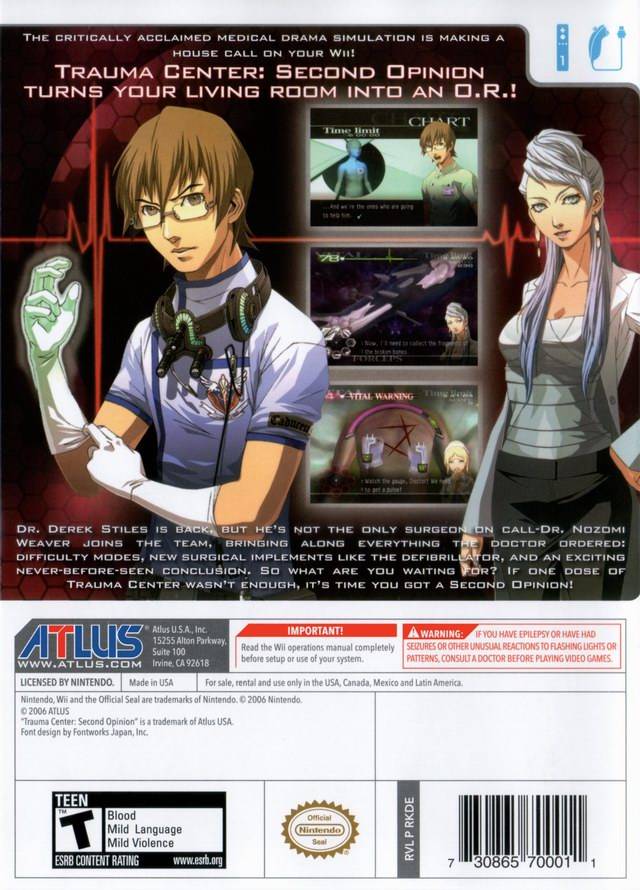 THE CRITICALLY ACCLAIMED MEDICAL DRAMA SIMULATION IS MAKING A
HOUSE CALL ON YOUR WII!
TRAUMA CENTER: SECOND OPINION
TURNS YOUR LIVING ROOM INTO AN O.R.!
1
CHART
Time limit
...And we're the ones who are going
to help him.
78
Now, I'll need to collect the fragments of
the broken bones
FORCEPS
VITAL WARNING
Watch the gauge, Doctor! We need
to get a pulse!
Caduceus
DR. DEREK STILES IS BACK, BUT HE'S NOT THE ONLY SURGEON ON CALL-DR. NOZOMI
WEAVER JOINS THE TEAM, BRINGING ALONG EVERYTHING THE DOCTOR ORDERED:
DIFFICULTY MODES, NEW SURGICAL IMPLEMENTS LIKE THE DEFIBRILLATOR, AND AN EXCITING
NEVER-BEFORE-SEEN CONCLUSION. SO WHAT ARE YOU WAITING FOR? IF ONE DOSE OF
TRAUMA CENTER WASN'T ENOUGH, IT'S TIME YOU GOT A SECOND OPINION!
ATLUS®
WWW.ATLUS.COM
Atlus U.S.A., Inc.
15255 Alton Parkway,
Suite 100
Irvine, CA 92618
IMPORTANT!
Read the Wii operations manual completely
before setup or use of your system.
WARNING: IF YOU HAVE EPILEPSY OR HAVE HAD
SEIZURES OR OTHER UNUSUAL REACTIONS TO FLASHING LIGHTS OR
PATTERNS, CONSULT A DOCTOR BEFORE PLAYING VIDEO GAMES.
LICENSED BY NINTENDO.
Made in USA
For sale, rental and use only in the USA, Canada, Mexico and Latin America.
Nintendo, Wii and the Official Seal are trademarks of Nintendo. © 2006 Nintendo.
© 2006 ATLUS
"Trauma Center: Second Opinion" is a trademark of Atlus USA.
Font design by Fontworks Japan, Inc.
TEEN
T™
Blood
Mild Language
Mild Violence
ESRB CONTENT RATING www.esrb.org
Official
Nintendo
Seal
RVL P RKDE
7 30865 70001 1